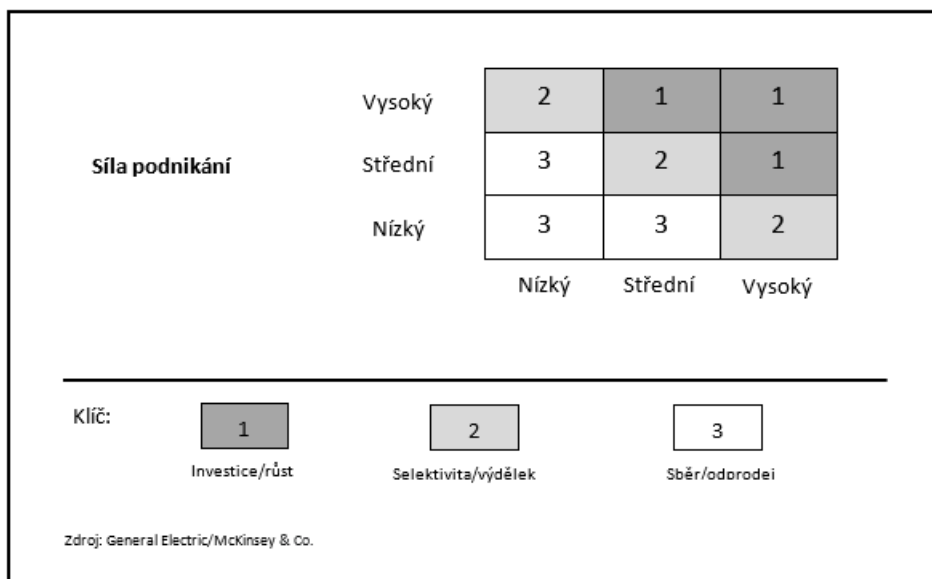 Vysoký 2 1 1
Síla podnikání Střední 3 2 1
Nízký 3 3 2
Nízký Střední Vysoký
Klíč: 1 2 3
Investice/růst Selektivita/výdělek Sběr/odprodej
Zdroj: General Electric/McKinsey & Co.